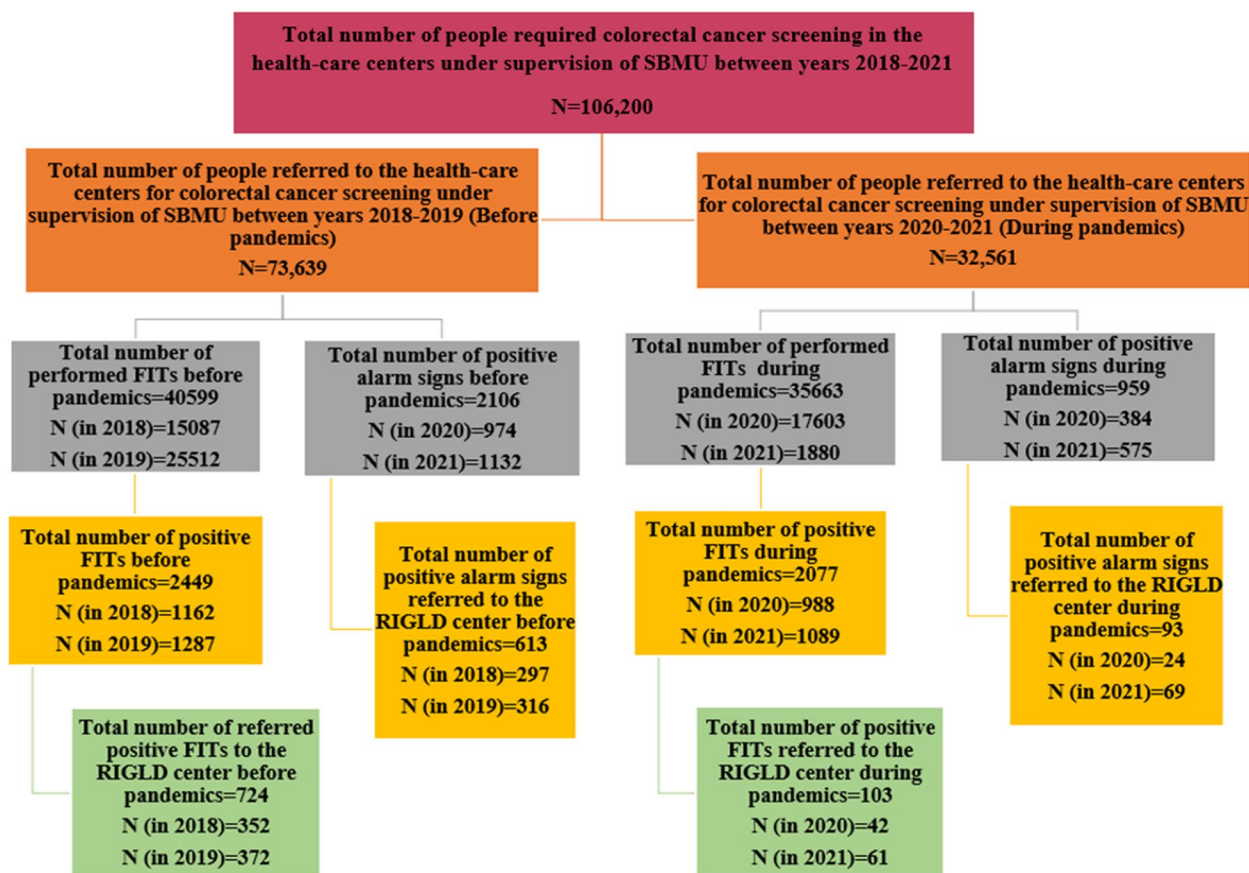 Total number of people required colorectal cancer screening in the
health-care centers under supervision of SBMU between years 2018-2021
N=106,200
Total number of people referred to the health-care
centers for colorectal cancer screening under
supervision of SBMU between years 2018-2019 (Before
pandemics)
N=73,639
Total number of people referred to the health-care centers
for colorectal cancer screening under supervision of SBMU
between years 2020-2021 (During pandemics)
N=32,561
Total number of
performed FITs before
pandemics=40599
N (in 2018)=15087
N (in 2019)=25512
Total number of positive
alarm signs before
pandemics=2106
N (in 2020)=974
N (in 2021)=1132
Total number of performed
FITs during
pandemics=35663
N (in 2020)=17603
N (in 2021)=1880
Total number of positive
alarm signs during
pandemics=959
N (in 2020)=384
N (in 2021)=575
Total number of positive
FITs before
pandemics=2449
N (in 2018)=1162
N (in 2019)=1287
Total number of
positive alarm signs
referred to the
RIGLD center before
pandemics=613
N (in 2018)=297
N (in 2019)=316
Total number of positive
FITs during
pandemics=2077
N (in 2020)=988
N (in 2021)=1089
Total number of
positive alarm signs
referred to the RIGLD
center during
pandemics=93
N (in 2020)=24
N (in 2021)=69
Total number of referred
positive FITs to the
RIGLD center before
pandemics=724
N (in 2018)=352
N (in 2019)=372
Total number of positive
FITs referred to the
RIGLD center during
pandemics=103
N (in 2020)=42
N (in 2021)=61